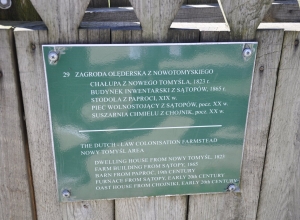 29 ZAGRODA OLĘDERSKA Z NOWOTOMYSKIEGO
CHAŁUPA Z NOWEGO TOMYŚLA, 1823 r.
BUDYNEK INWENTARSKI Z SĄTOPÓW, 1865 r.
STODOŁA Z PAPROCI, XIX w.
PIEC WOLNOSTOJĄCY Z SĄTOPÓW, pocz. XX w.
SUSZARNIA CHMIELU Z CHOJNIK, pocz. XX w.
THE DUTCH-LAW COLONISATION FARMSTEAD
NOWY TOMYŚL AREA
DWELLING HOUSE FROM NOWY TOMYŚL, 1823
FARM BUILDING FROM SĄTOPY, 1865
BARN FROM PAPROĆ, 19th CENTURY
FURNACE FROM SĄTOPY, EARLY 20th CENTURY
OAST HOUSE FROM CHOJNIKI, EARLY 20th CENTURY